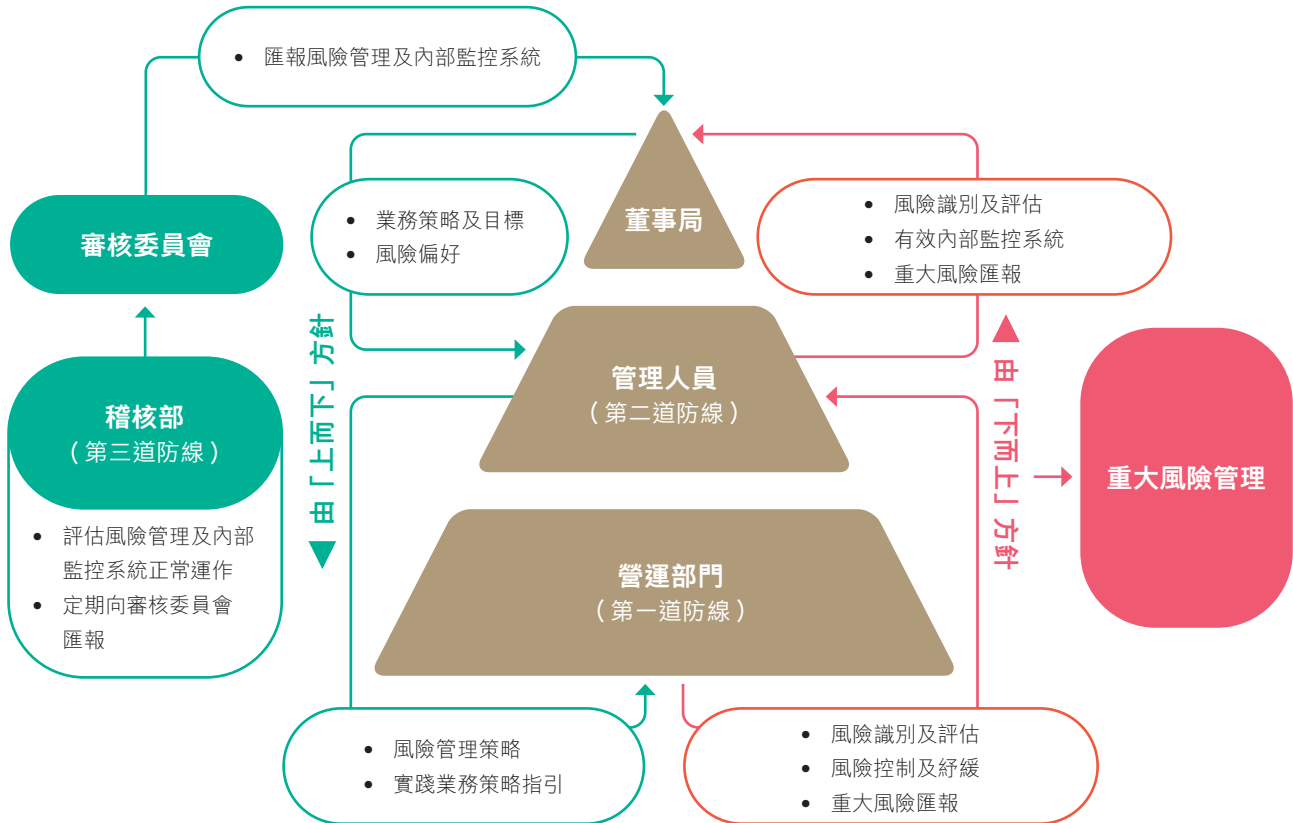 • 匯報風險管理及內部監控系統
審核委員會
稽核部
（第三道防線）
• 評估風險管理及內部
監控系統正常運作
• 定期向審核委員會
匯報
• 業務策略及目標
• 風險偏好
由「上而下」方針
董事局
管理人員
（第二道防線）
營運部門
（第一道防線）
• 風險管理策略
• 實踐業務策略指引
• 風險識別及評估
• 有效內部監控系統
• 重大風險匯報
由「下而上」方針
重大風險管理
• 風險識別及評估
• 風險控制及紓緩
• 重大風險匯報